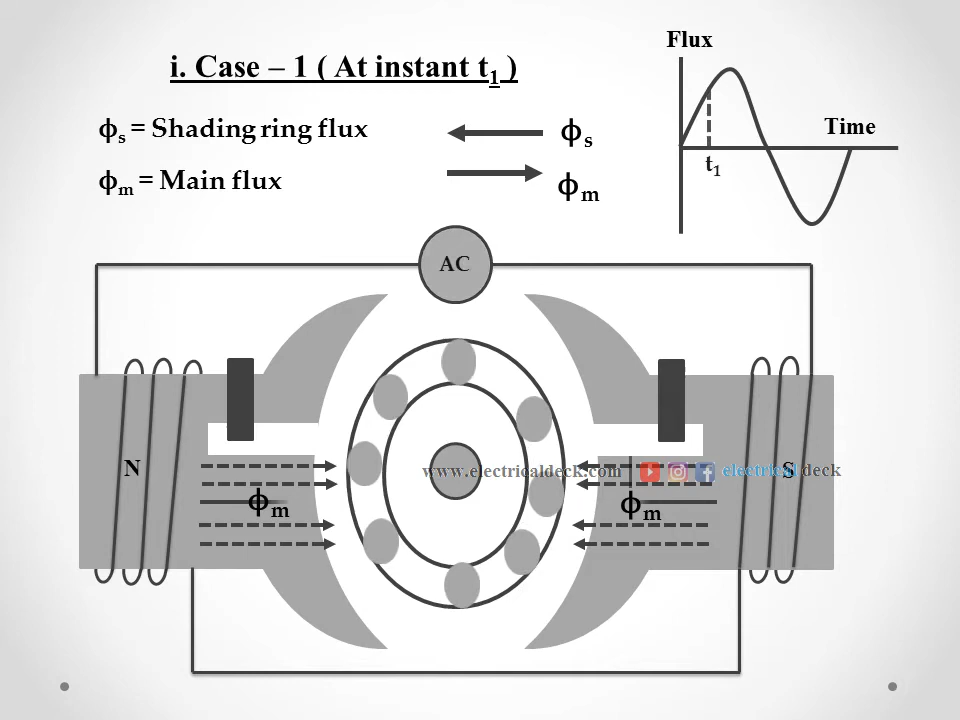 i. Case – 1 ( At instant t₁ )
ϕs = Shading ring flux
ϕm = Main flux
ϕs
ϕm
Flux
Time
t₁
AC
N
S
www.electricaldeck.com
electrical deck
ϕm
ϕm